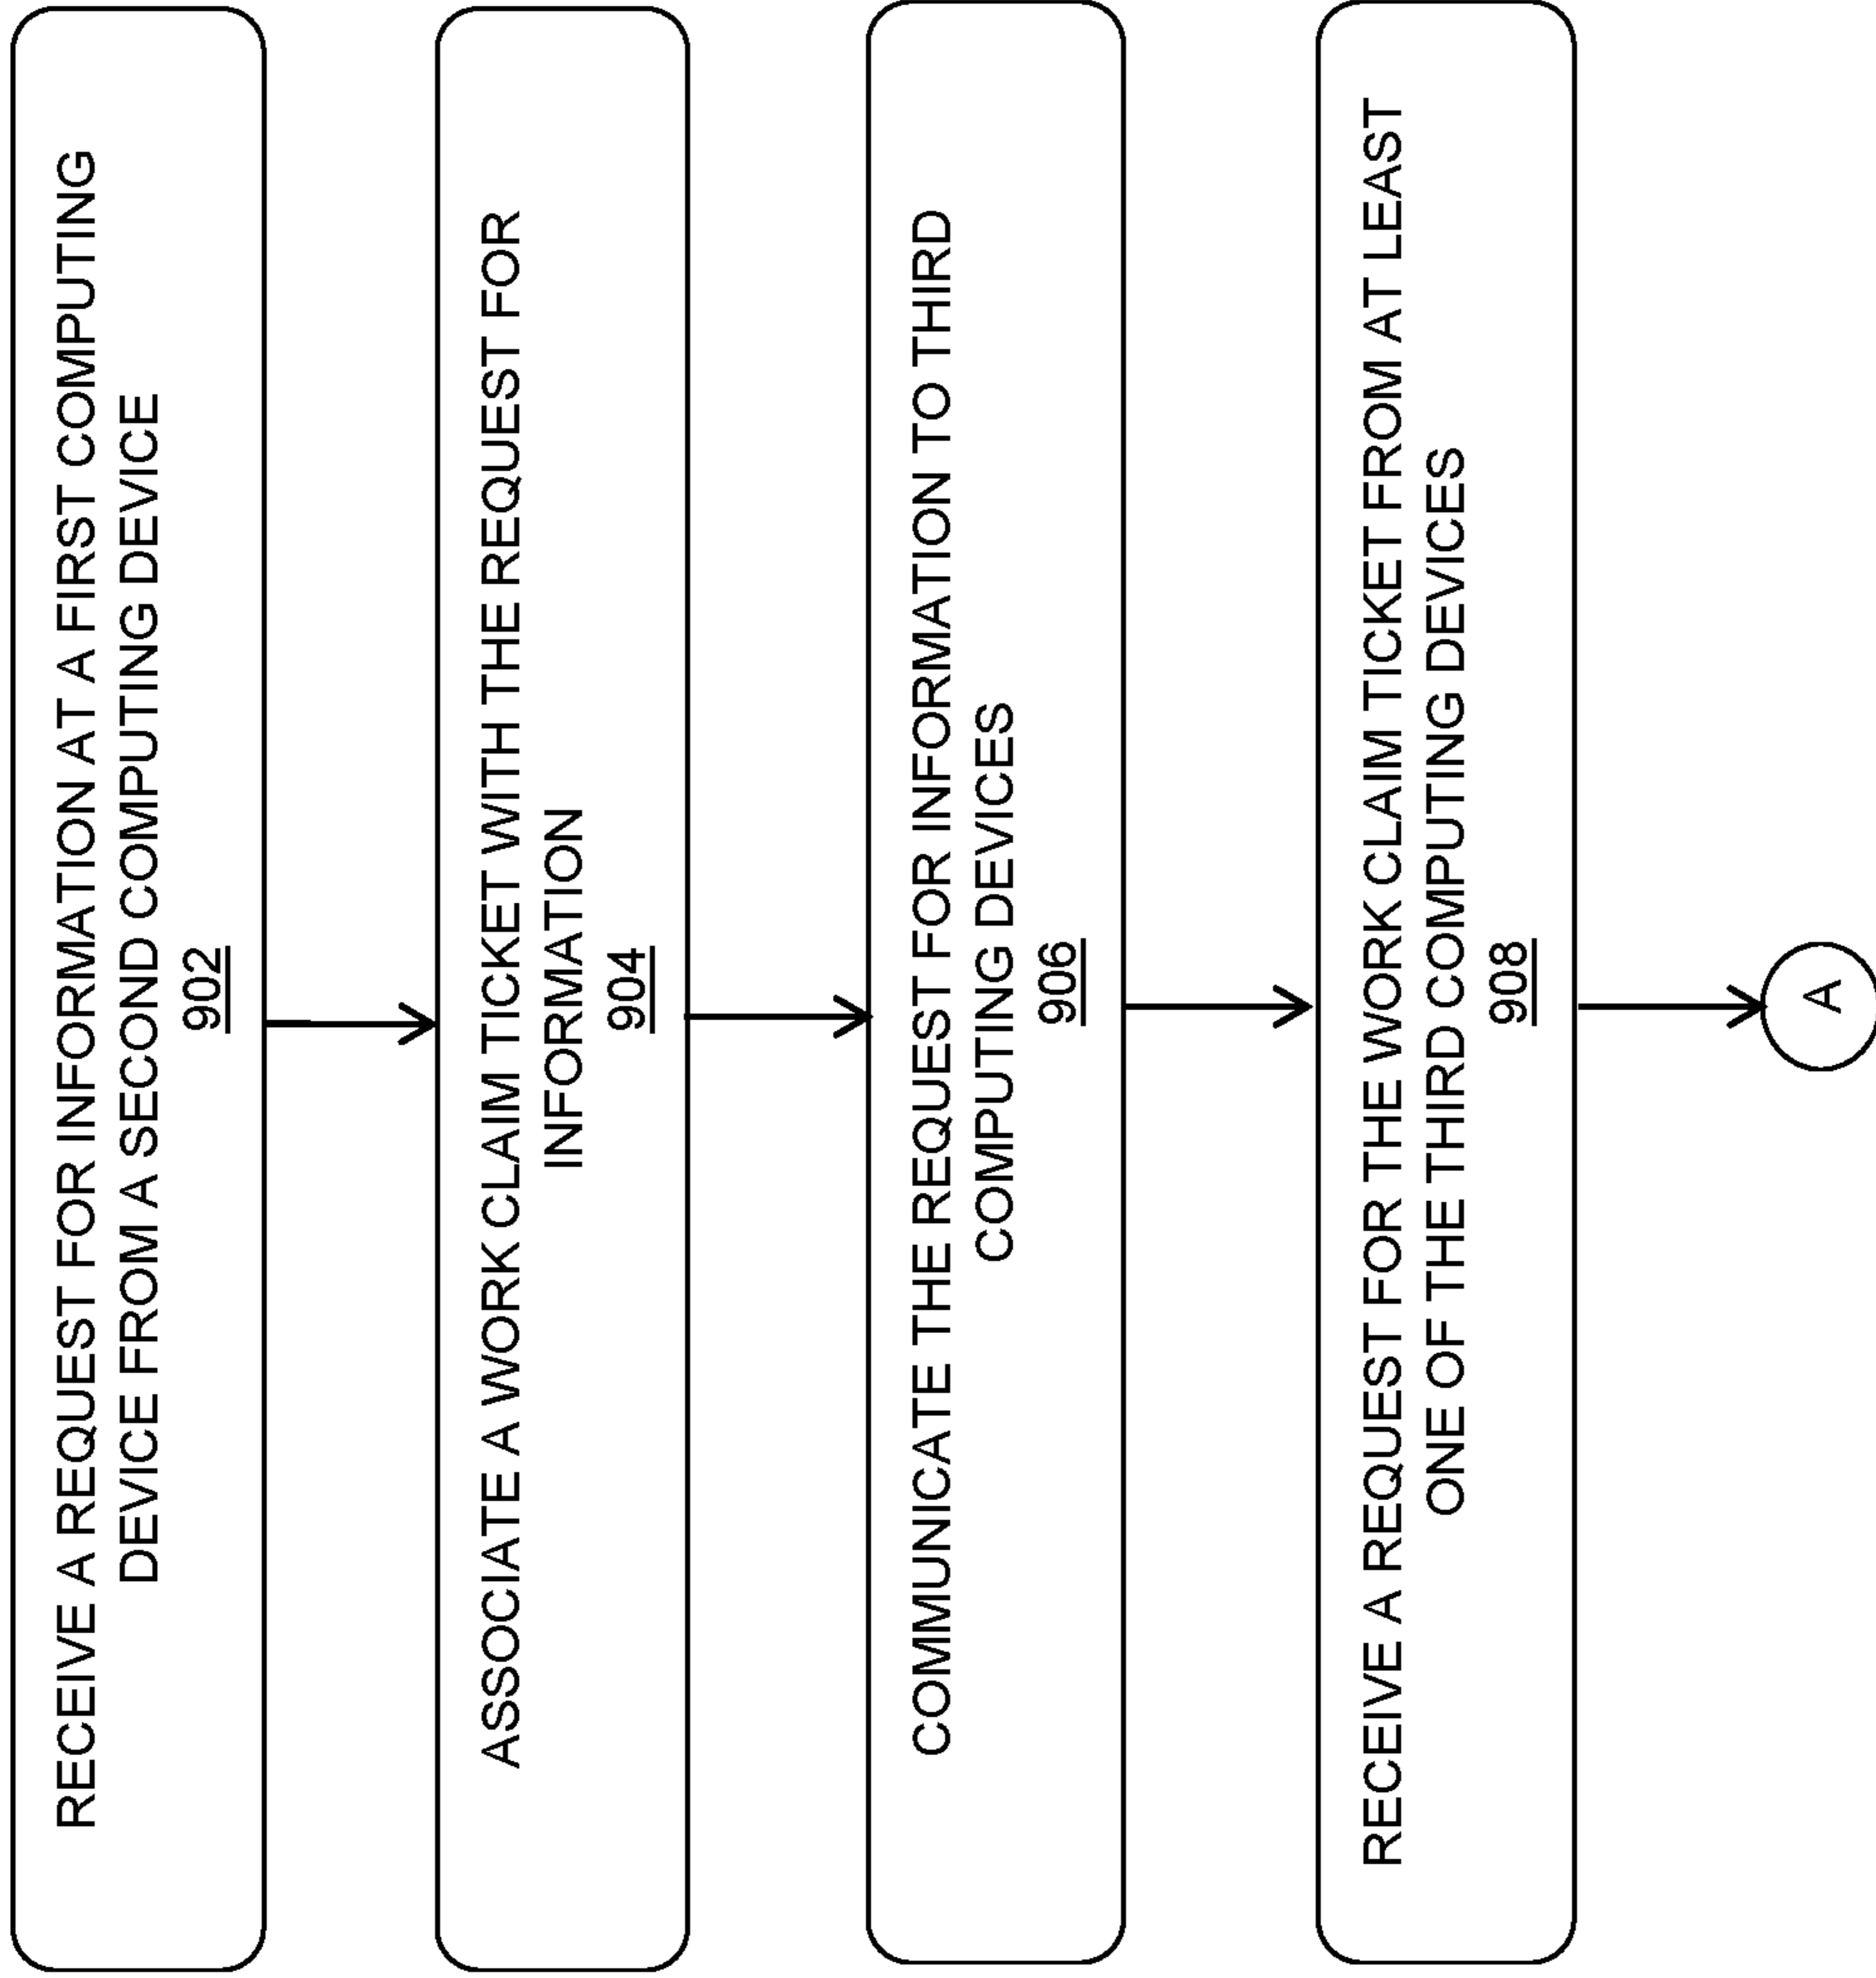 RECEIVE A REQUEST FOR INFORMATION AT A FIRST COMPUTING
DEVICE FROM A SECOND COMPUTING DEVICE
902
ASSOCIATE A WORK CLAIM TICKET WITH THE REQUEST FOR
INFORMATION
904
COMMUNICATE THE REQUEST FOR INFORMATION TO THIRD
COMPUTING DEVICES
906
RECEIVE A REQUEST FOR THE WORK CLAIM TICKET FROM AT LEAST
ONE OF THE THIRD COMPUTING DEVICES
908
A